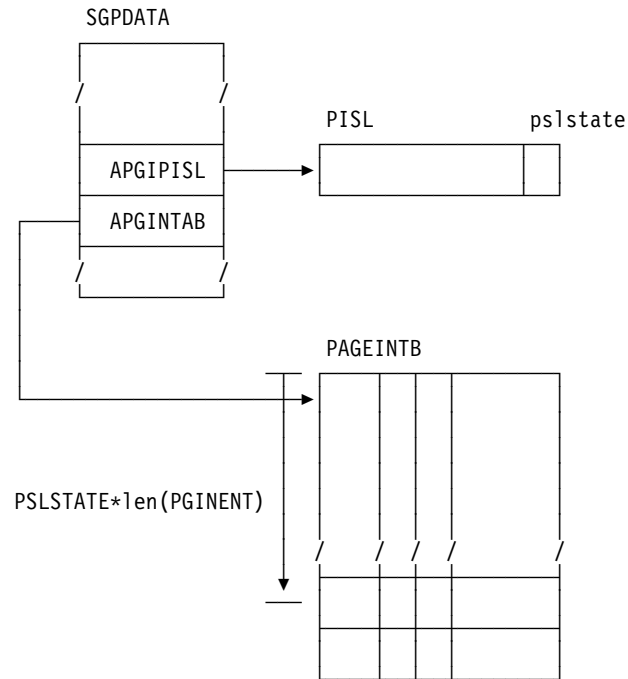 SGPDATA
PISL pslstate
APGIPISL
APGINTAB
PAGEINTB
PSLSTATE*len(PGINENT)